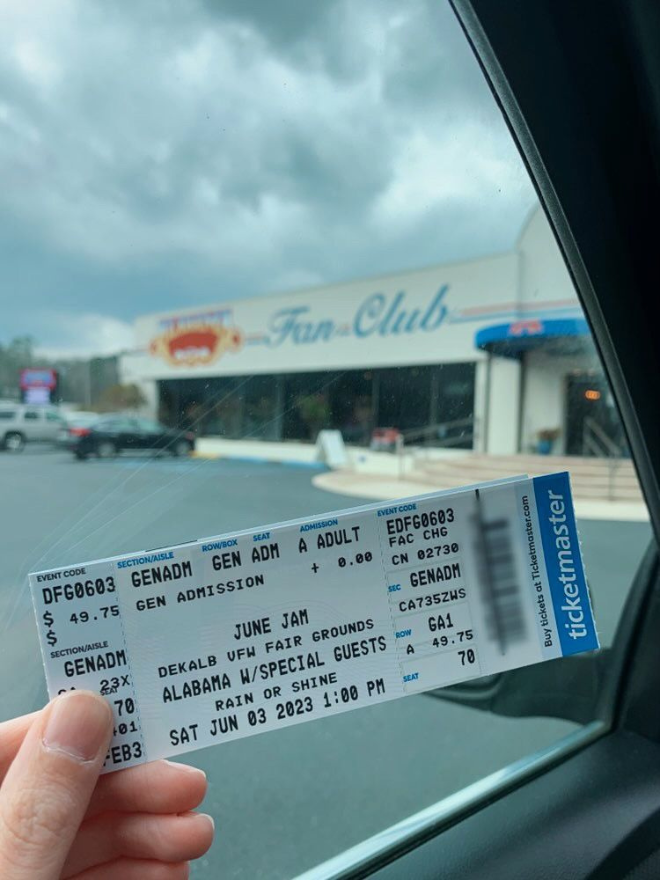 Fan Club
EVENT CODE
DFG0603
$ 49.75
$
SECTION/AISLE
GENADM
23X
70
FEB3
SECTION/AISLE ROW/BOX SEAT ADMISSION
GENADM GEN ADM A ADULT
GEN ADMISSION + 0.00
JUNE JAM
DEKALB VFW FAIR GROUNDS
ALABAMA W/SPECIAL GUESTS
RAIN OR SHINE
SAT JUN 03 2023 1:00 PM
EVENT CODE
EDFG0603
FAC CHG
CN 02730
SEC GENADM
CA735ZWS
ROW GA1
A 49.75
SEAT 70
Buy tickets at Ticketmaster.com
ticketmaster